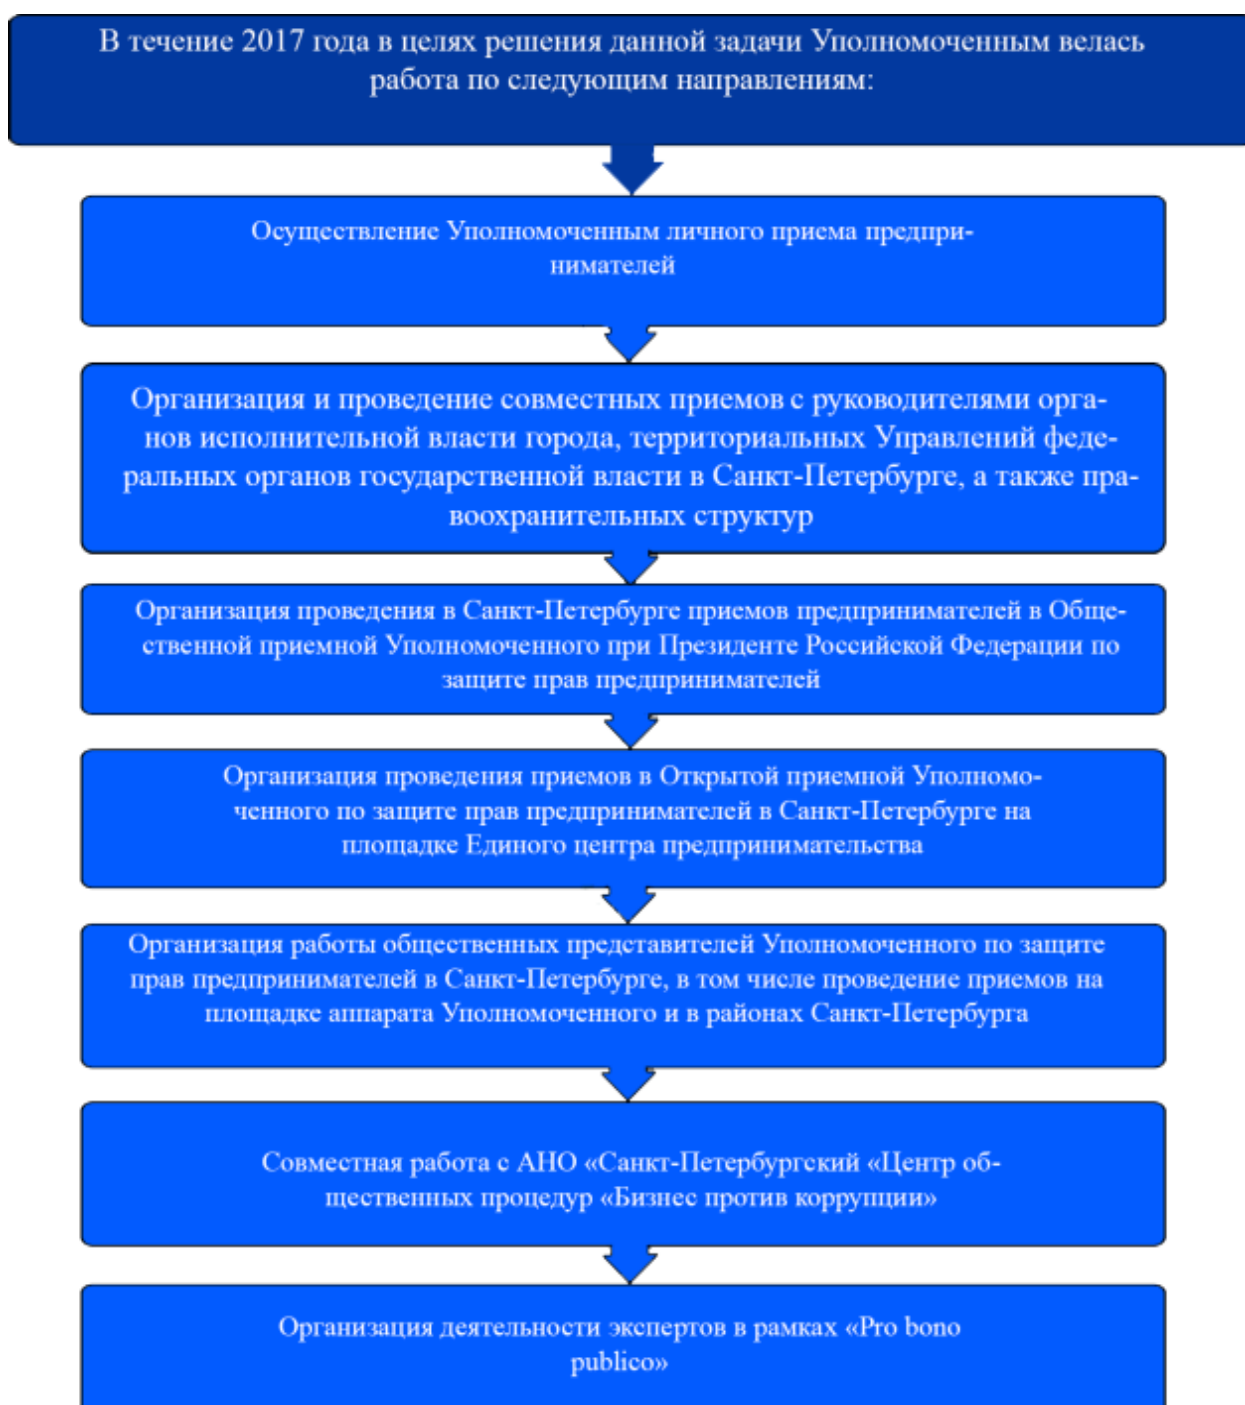 В течение 2017 года в целях решения данной задачи Уполномоченным велась
работа по следующим направлениям:
Осуществление Уполномоченным личного приема предпри-
нимателей
Организация и проведение совместных приемов с руководителями орга-
нов исполнительной власти города, территориальных Управлений феде-
ральных органов государственной власти в Санкт-Петербурге, а также пра-
воохранительных структур
Организация проведения в Санкт-Петербурге приемов предпринимателей в Обще-
ственной приемной Уполномоченного при Президенте Российской Федерации по
защите прав предпринимателей
Организация проведения приемов в Открытой приемной Уполномо-
ченного по защите прав предпринимателей в Санкт-Петербурге на
площадке Единого центра предпринимательства
Организация работы общественных представителей Уполномоченного по защите
прав предпринимателей в Санкт-Петербурге, в том числе проведение приемов на
площадке аппарата Уполномоченного и в районах Санкт-Петербурга
Совместная работа с АНО «Санкт-Петербургский «Центр об-
щественных процедур «Бизнес против коррупции»
Организация деятельности экспертов в рамках «Pro bono
publico»